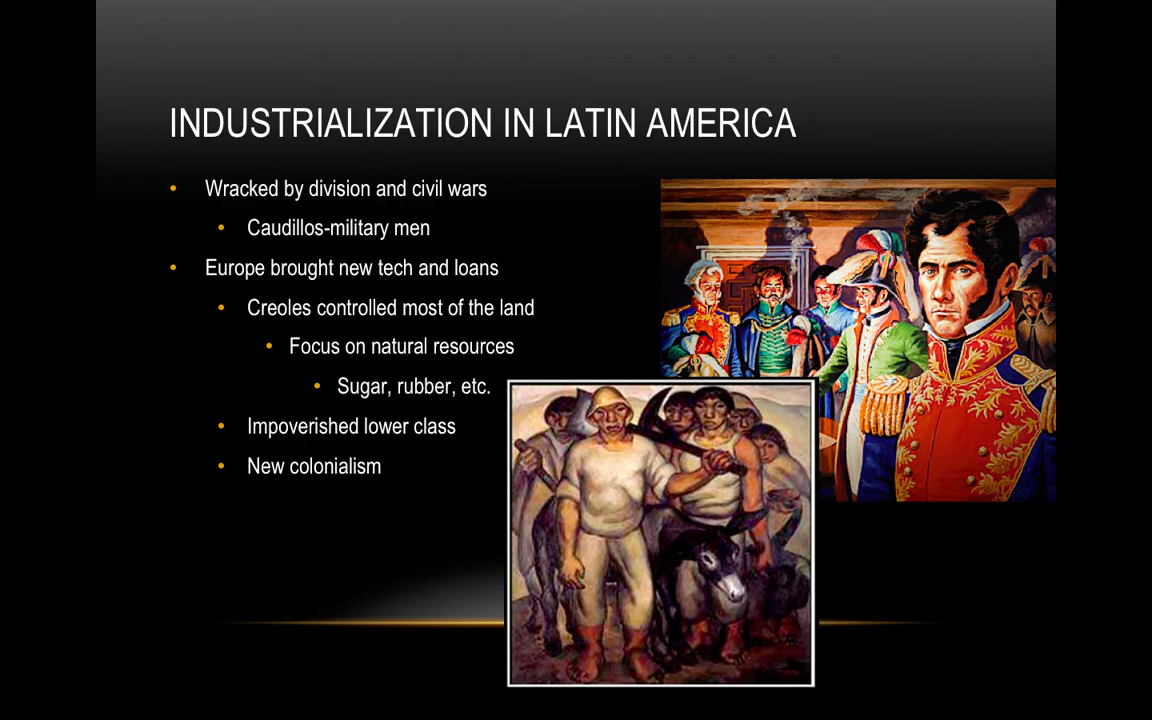 INDUSTRIALIZATION IN LATIN AMERICA
• Wracked by division and civil wars
• Caudillos-military men
• Europe brought new tech and loans
• Creoles controlled most of the land
• Focus on natural resources
• Sugar, rubber, etc.
• Impoverished lower class
• New colonialism